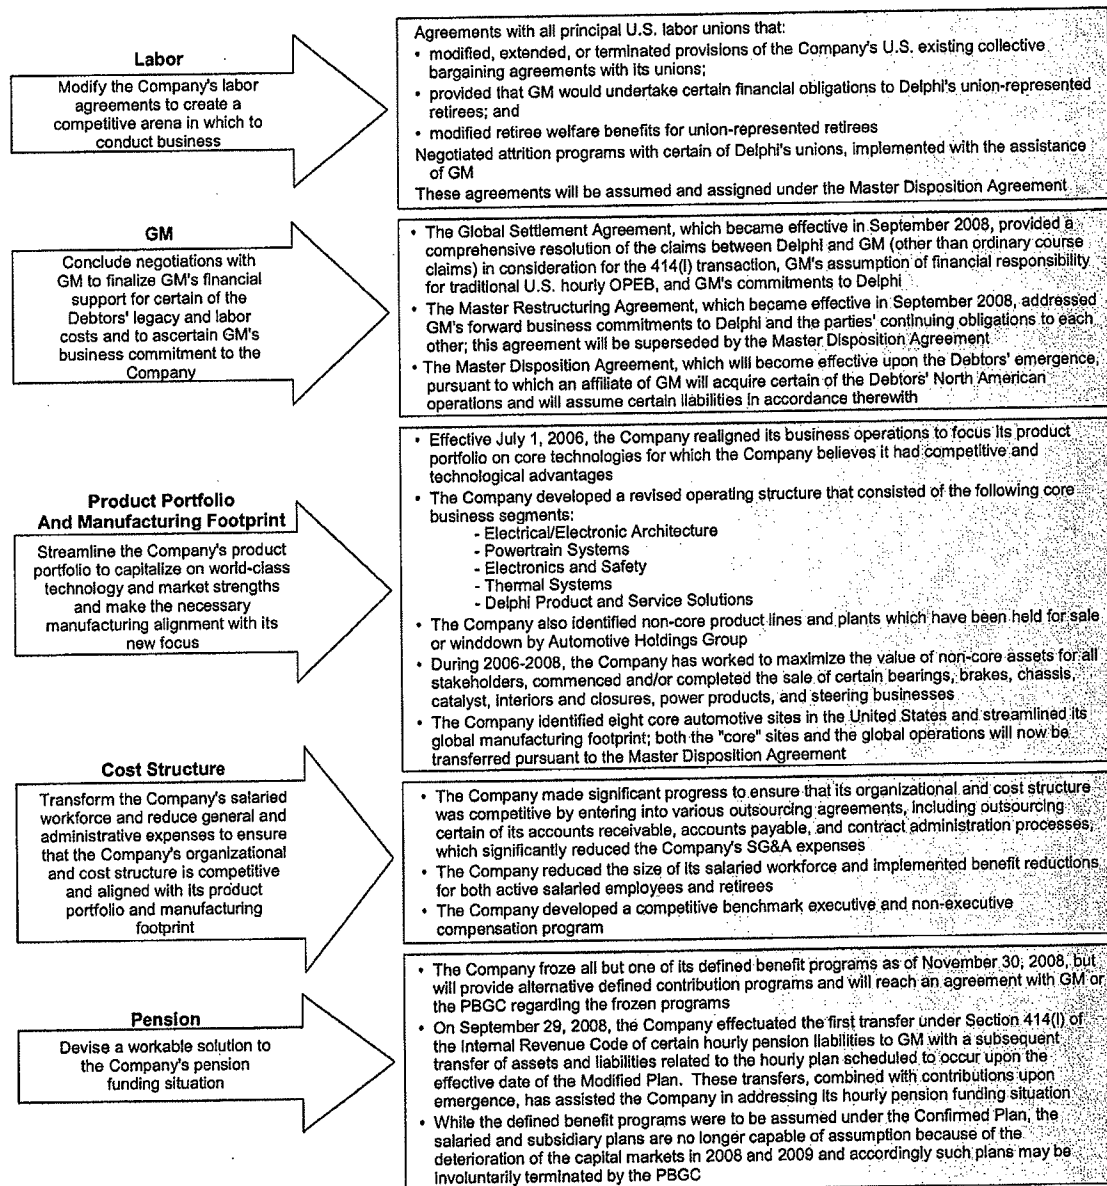 Labor
Modify the Company's labor
agreements to create a
competitive arena in which to
conduct business
Agreements with all principal U.S. labor unions that:
• modified, extended, or terminated provisions of the Company's U.S. existing collective
bargaining agreements with its unions;
• provided that GM would undertake certain financial obligations to Delphi's union-represented
retirees; and
• modified retiree welfare benefits for union-represented retirees
Negotiated attrition programs with certain of Delphi's unions, implemented with the assistance
of GM
These agreements will be assumed and assigned under the Master Disposition Agreement
GM
Conclude negotiations with
GM to finalize GM's financial
support for certain of the
Debtors' legacy and labor
costs and to ascertain GM's
business commitment to the
Company
• The Global Settlement Agreement, which became effective in September 2008, provided a
comprehensive resolution of the claims between Delphi and GM (other than ordinary course
claims) in consideration for the 414(l) transaction, GM's assumption of financial responsibility
for traditional U.S. hourly OPEB, and GM's commitments to Delphi
• The Master Restructuring Agreement, which became effective in September 2008, addressed
GM's forward business commitments to Delphi and the parties' continuing obligations to each
other; this agreement will be superseded by the Master Disposition Agreement
• The Master Disposition Agreement, which will become effective upon the Debtors' emergence,
pursuant to which an affiliate of GM will acquire certain of the Debtors' North American
operations and will assume certain liabilities in accordance therewith
Product Portfolio
And Manufacturing Footprint
Streamline the Company's product
portfolio to capitalize on world-class
technology and market strengths
and make the necessary
manufacturing alignment with its
new focus
• Effective July 1, 2006, the Company realigned its business operations to focus its product
portfolio on core technologies for which the Company believes it had competitive and
technological advantages
• The Company developed a revised operating structure that consisted of the following core
business segments:
- Electrical/Electronic Architecture
- Powertrain Systems
- Electronics and Safety
- Thermal Systems
- Delphi Product and Service Solutions
• The Company also identified non-core product lines and plants which have been held for sale
or winddown by Automotive Holdings Group
• During 2006-2008, the Company has worked to maximize the value of non-core assets for all
stakeholders, commenced and/or completed the sale of certain bearings, brakes, chassis,
catalyst, interiors and closures, power products, and steering businesses
• The Company identified eight core automotive sites in the United States and streamlined its
global manufacturing footprint; both the "core" sites and the global operations will now be
transferred pursuant to the Master Disposition Agreement
Cost Structure
Transform the Company's salaried
workforce and reduce general and
administrative expenses to ensure
that the Company's organizational
and cost structure is competitive
and aligned with its product
portfolio and manufacturing
footprint
• The Company made significant progress to ensure that its organizational and cost structure
was competitive by entering into various outsourcing agreements, including outsourcing
certain of its accounts receivable, accounts payable, and contract administration processes,
which significantly reduced the Company's SG&A expenses
• The Company reduced the size of its salaried workforce and implemented benefit reductions
for both active salaried employees and retirees
• The Company developed a competitive benchmark executive and non-executive
compensation program
Pension
Devise a workable solution to
the Company's pension
funding situation
• The Company froze all but one of its defined benefit programs as of November 30, 2008, but
will provide alternative defined contribution programs and will reach an agreement with GM or
the PBGC regarding the frozen programs
• On September 29, 2008, the Company effectuated the first transfer under Section 414(l) of
the Internal Revenue Code of certain hourly pension liabilities to GM with a subsequent
transfer of assets and liabilities related to the hourly plan scheduled to occur upon the
effective date of the Modified Plan. These transfers, combined with contributions upon
emergence, has assisted the Company in addressing its hourly pension funding situation
• While the defined benefit programs were to be assumed under the Confirmed Plan, the
salaried and subsidiary plans are no longer capable of assumption because of the
deterioration of the capital markets in 2008 and 2009 and accordingly such plans may be
involuntarily terminated by the PBGC